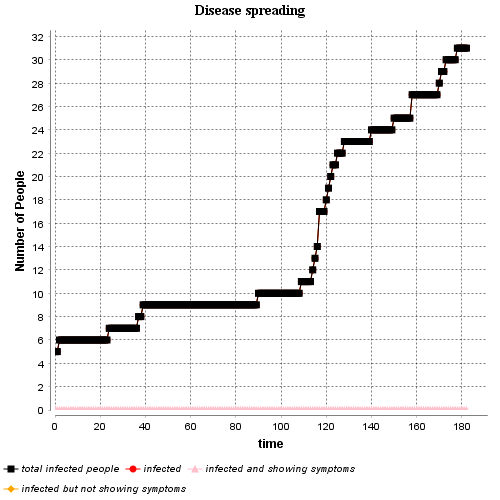 Disease spreading
32
30
28
26
24
22
20
18
16
14
12
10
8
6
4
2
0
Number of People
0 20 40 60 80 100 120 140 160 180
time
total infected people infected infected and showing symptoms
infected but not showing symptoms